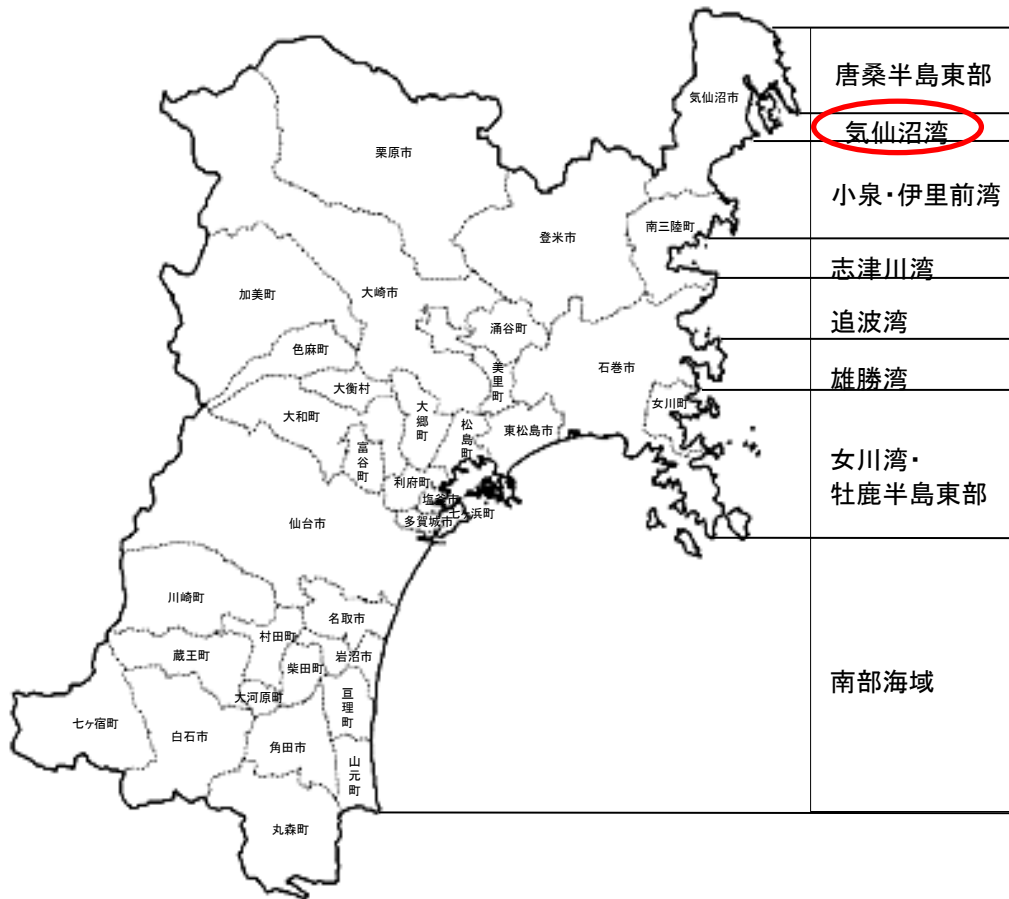 唐桑半島東部
気仙沼市
気仙沼湾
栗原市
小泉・伊里前湾
南三陸町
登米市
志津川湾
加美町
大崎市
追波湾
涌谷町
色麻町
石巻市
美里町
雄勝湾
大衡村
女川町
大和町
大郷町
松島町
東松島市
富谷町
女川湾・
牡鹿半島東部
利府町
塩釜市
七ヶ浜町
多賀城市
仙台市
川崎町
名取市
村田町
岩沼市
蔵王町
柴田町
南部海域
大河原町
亘理町
七ヶ宿町
白石市
角田市
山元町
丸森町